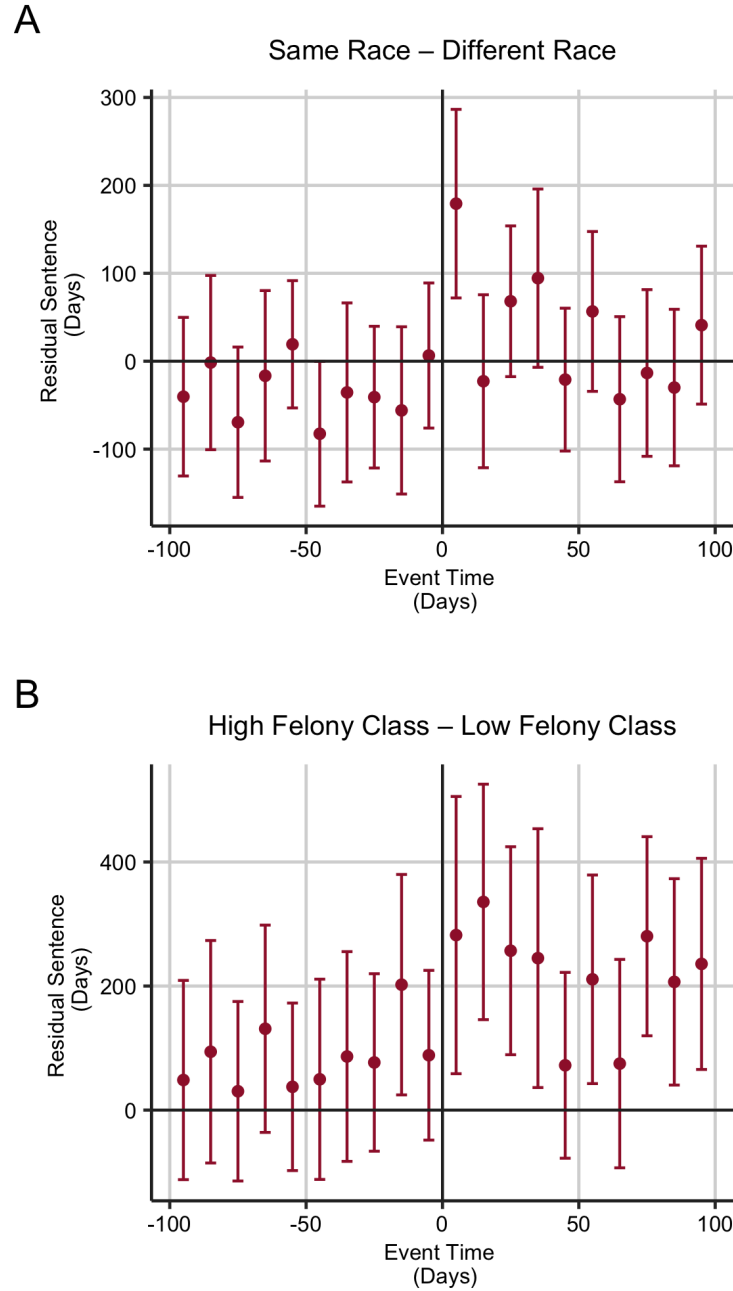 A
Same Race – Different Race
300
200
100
0
-100
Residual Sentence
(Days)
-100
-50
0
50
100
Event Time
(Days)
B
High Felony Class – Low Felony Class
400
200
0
Residual Sentence
(Days)
-100
-50
0
50
100
Event Time
(Days)